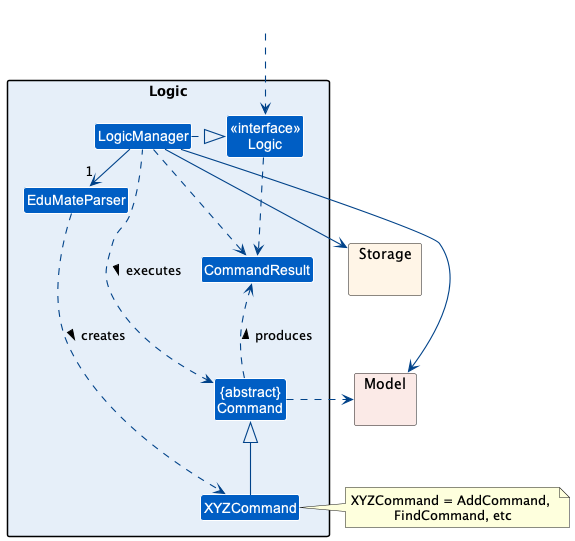 Logic
LogicManager
«interface»
Logic
1
EduMateParser
Storage
CommandResult
executes
creates
produces
Model
{abstract}
Command
XYZCommand
XYZCommand = AddCommand,
FindCommand, etc